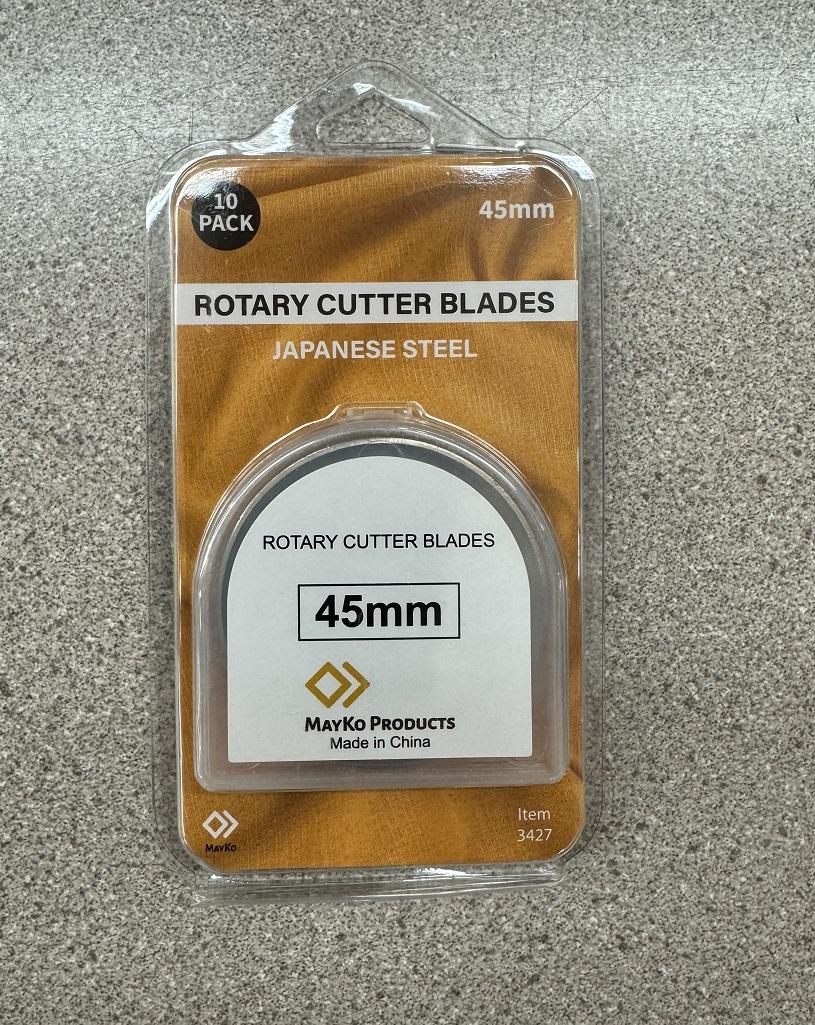 10
PACK
45mm
ROTARY CUTTER BLADES
JAPANESE STEEL
ROTARY CUTTER BLADES
45mm
MAYKO PRODUCTS
Made in China
MAYKO
Item
3427